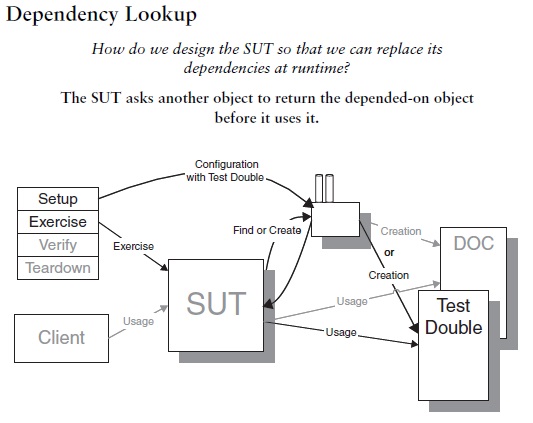 Dependency Lookup
How do we design the SUT so that we can replace its
dependencies at runtime?
The SUT asks another object to return the depended-on object
before it uses it.
Configuration
with Test Double
Setup
Exercise
Verify
Teardown
Exercise
Find or Create
Creation
or
Creation
DOC
SUT
Usage
Usage
Test
Double
Usage
Client